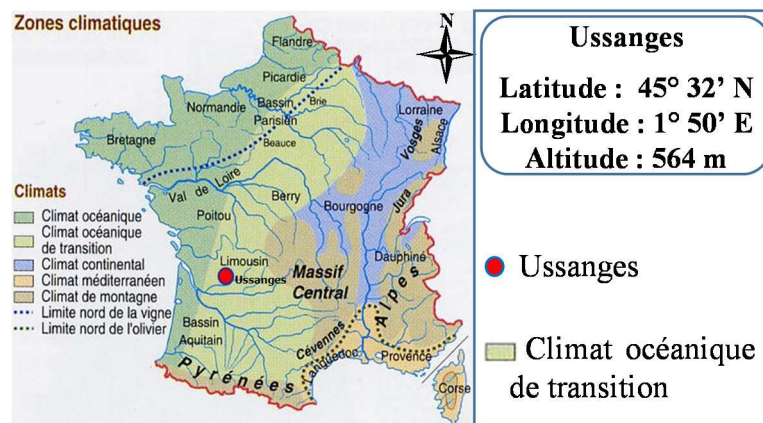 Zones climatiques
Flandre
Picardie
Normandie
Bassin
Parisien
Brie
Beauce
Bretagne
Lorraine
Vosges
Alsace
Val de Loire
Berry
Bourgogne
Jura
Poitou
Limousin
Ussanges
Massif
Central
Dauphiné
Alpes
Bassin
Aquitain
Cévennes
Languedoc
Provence
Pyrénées
Corse
N
Climats
Climat océanique
Climat océanique
de transition
Climat continental
Climat méditerranéen
Climat de montagne
Limite nord de la vigne
Limite nord de l'olivier
Ussanges
Latitude : 45° 32’ N
Longitude : 1° 50’ E
Altitude : 564 m
Ussanges
Climat océanique
de transition